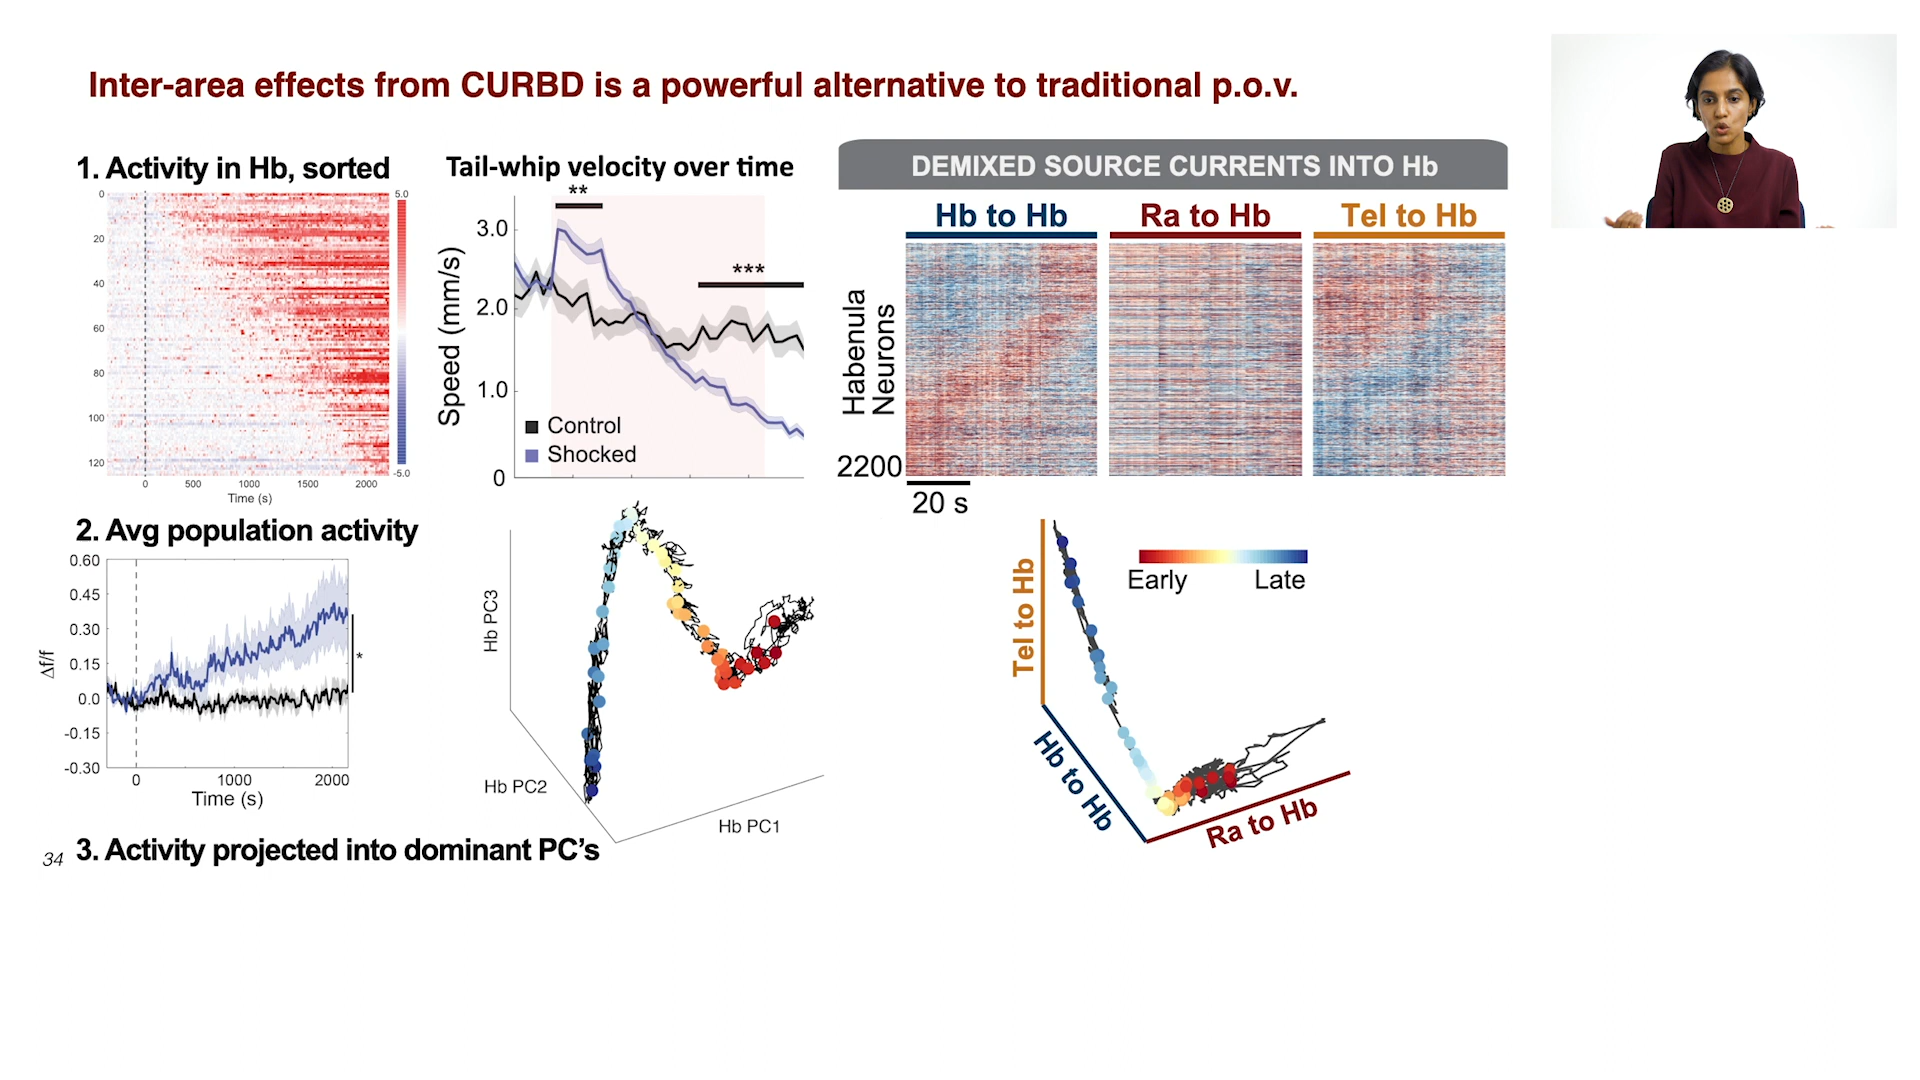 Inter-area effects from CURBD is a powerful alternative to traditional p.o.v.
1. Activity in Hb, sorted
0
20
40
60
80
100
120
5.0
-5.0
0 500 1000 1500 2000
Time (s)
Tail-whip velocity over time
**
***
3.0
2.0
1.0
0
Speed (mm/s)
Control
Shocked
DEMIXED SOURCE CURRENTS INTO Hb
Hb to Hb
Ra to Hb
Tel to Hb
Habenula
Neurons
2200
20 s
2. Avg population activity
0.60
0.45
0.30
0.15
0.0
-0.15
-0.30
Δf/f
*
0 1000 2000
Time (s)
Hb PC3
Hb PC2
Hb PC1
Tel to Hb
Hb to Hb
Ra to Hb
Early
Late
34
3. Activity projected into dominant PC's